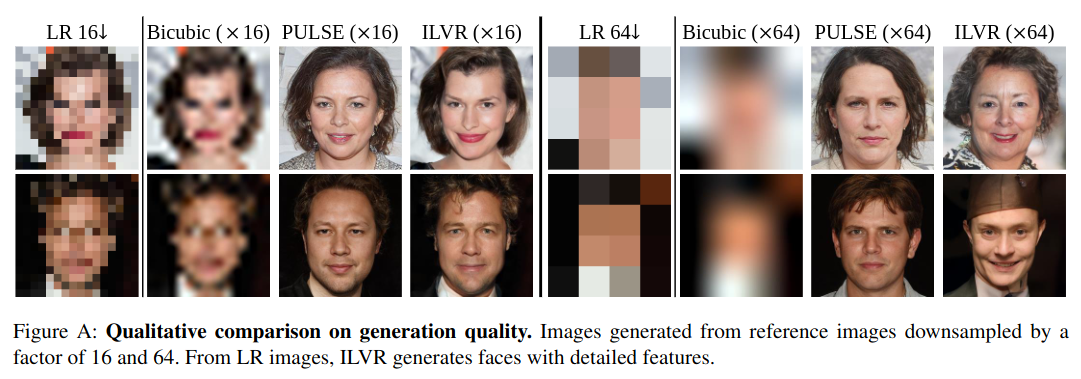 LR 16↓ Bicubic (×16) PULSE (×16) ILVR (×16) LR 64↓ Bicubic (×64) PULSE (×64) ILVR (×64)
Figure A: Qualitative comparison on generation quality. Images generated from reference images downsampled by a
factor of 16 and 64. From LR images, ILVR generates faces with detailed features.